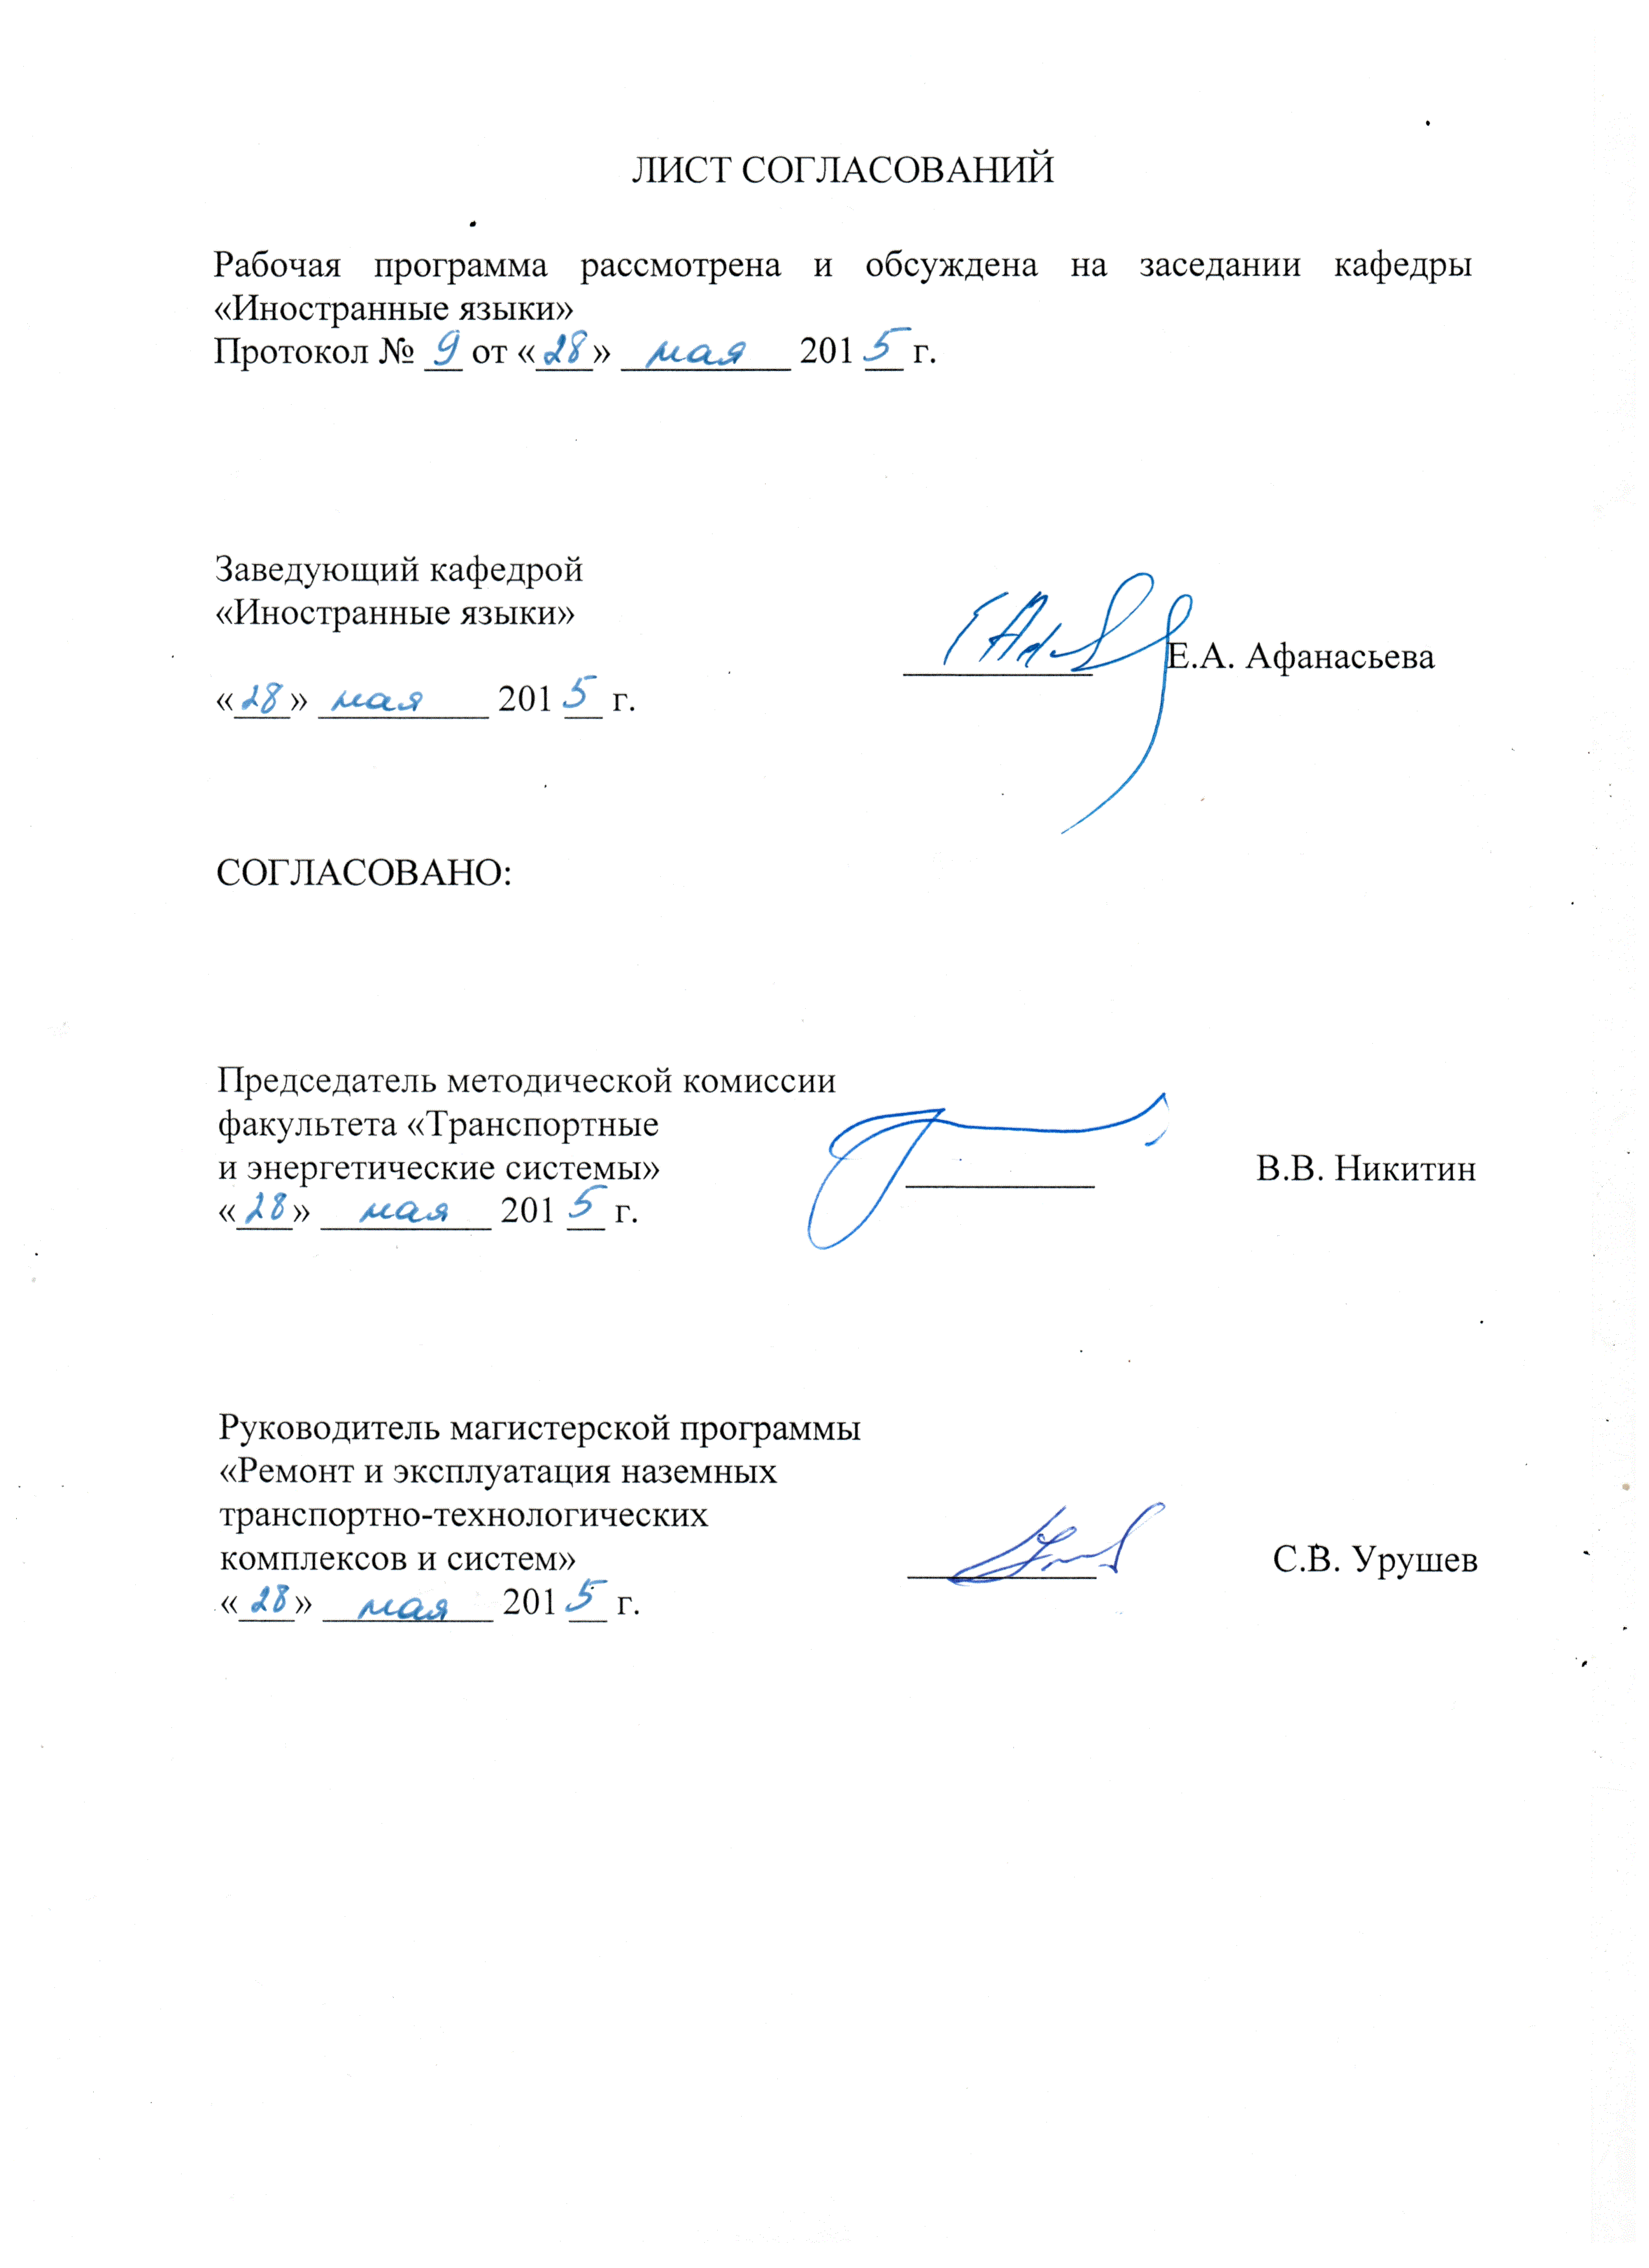 ЛИСТ СОГЛАСОВАНИЙ
Рабочая программа рассмотрена и обсуждена на заседании кафедры
«Иностранные языки»
Протокол № 9 от «28» мая 2015 г.
Заведующий кафедрой
«Иностранные языки»
Е.А. Афанасьева
«28» мая 2015 г.
СОГЛАСОВАНО:
Председатель методической комиссии
факультета «Транспортные
и энергетические системы» В.В. Никитин
«28» мая 2015 г.
Руководитель магистерской программы
«Ремонт и эксплуатация наземных
транспортно-технологических
комплексов и систем» С.В. Урушев
«28» мая 2015 г.